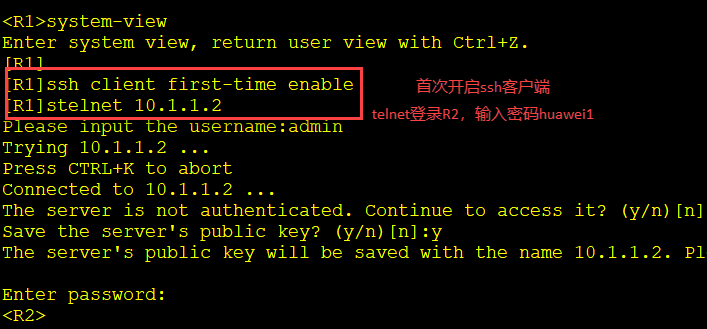 <R1>system-view
Enter system view, return user view with Ctrl+Z.
[R1]
[R1]ssh client first-time enable
首次开启ssh客户端
[R1]stelnet 10.1.1.2
telnet登录R2，输入密码huawei1
Please input the username:admin
Trying 10.1.1.2 ...
Press CTRL+K to abort
Connected to 10.1.1.2 ...
The server is not authenticated. Continue to access it? (y/n)[n]
Save the server's public key? (y/n)[n]:y
The server's public key will be saved with the name 10.1.1.2. Pl
Enter password:
<R2>